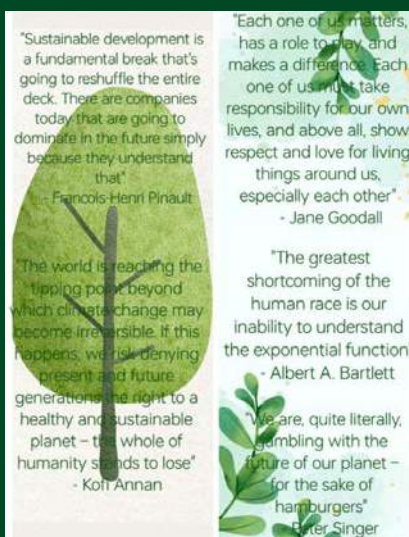 "Sustainable development is
a fundamental break that's
going to reshuffle the entire
deck. There are companies
today that are going to
dominate in the future simply
because they understand
that"
- Francois-Henri Pinault
"The world is reaching the
tipping point beyond
which climate change may
become irreversible. If this
happens, we risk denying
present and future
generations the right to a
healthy and sustainable
planet – the whole of
humanity stands to lose"
- Kofi Annan
"Each one of us matters,
has a role to play, and
makes a difference. Each
one of us must take
responsibility for our own
lives, and above all, show
respect and love for living
things around us,
especially each other"
- Jane Goodall
"The greatest
shortcoming of the
human race is our
inability to understand
the exponential function"
- Albert A. Bartlett
"We are, quite literally,
gambling with the
future of our planet –
for the sake of
hamburgers"
- Peter Singer